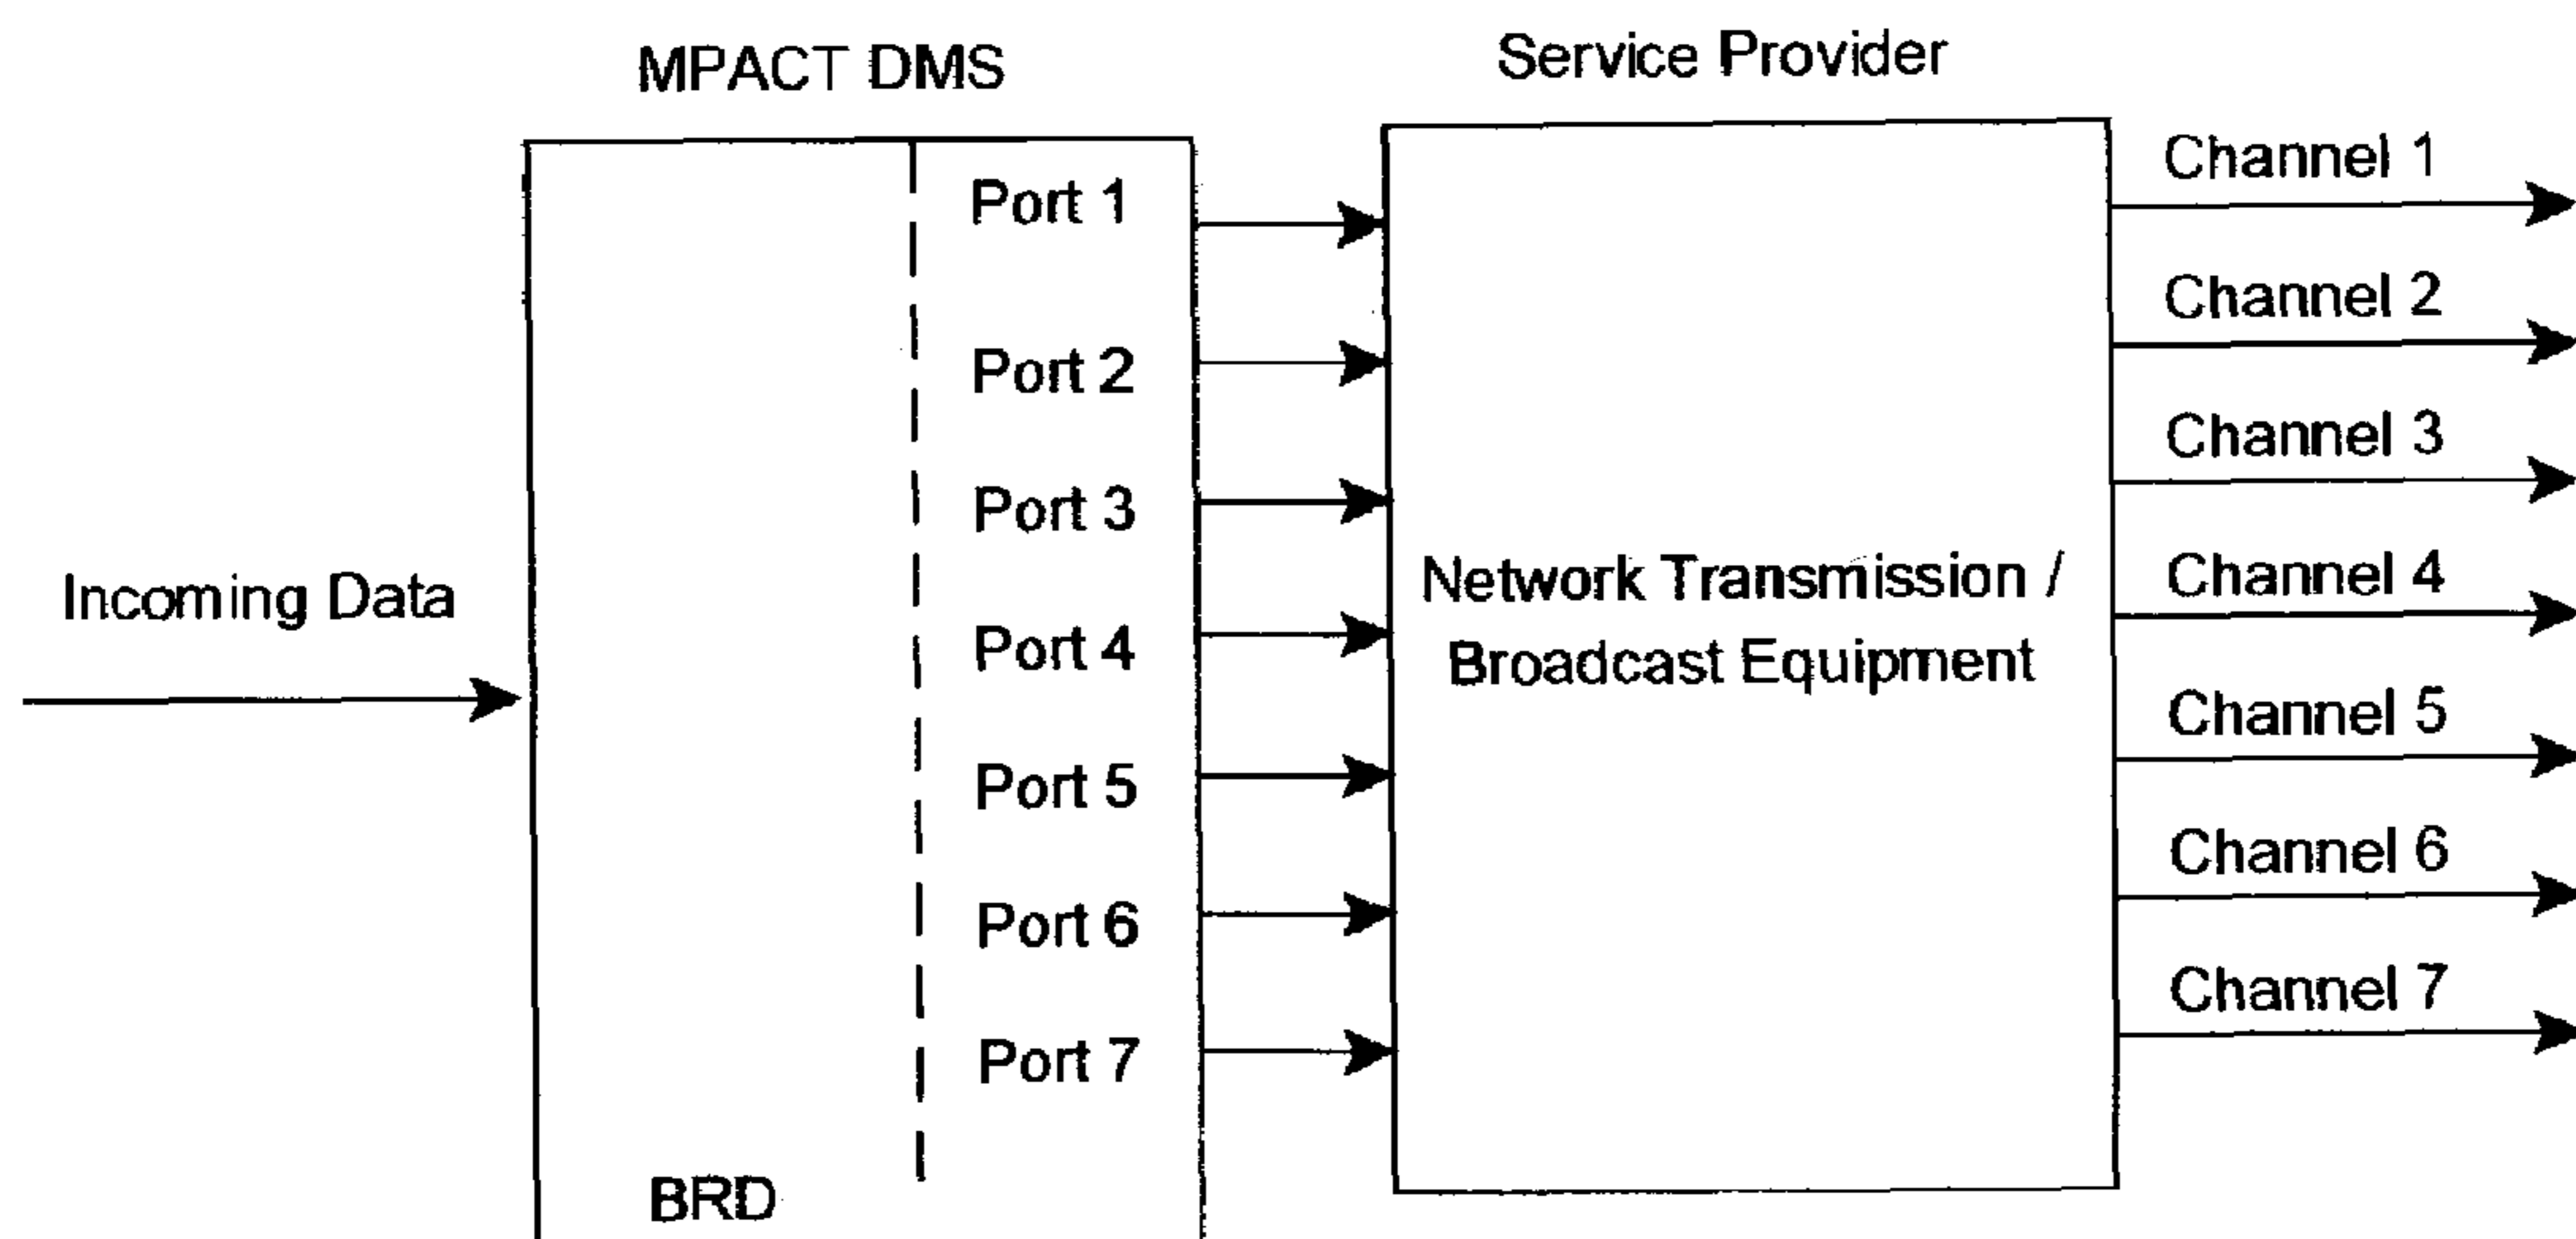 MPACT DMS
Service Provider
Incoming Data
Port 1
Port 2
Port 3
Port 4
Port 5
Port 6
Port 7
BRD
Network Transmission /
Broadcast Equipment
Channel 1
Channel 2
Channel 3
Channel 4
Channel 5
Channel 6
Channel 7